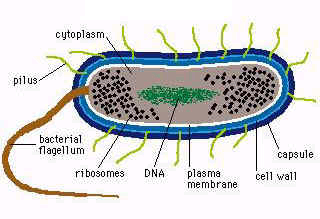 cytoplasm
pilus
bacterial
flagellum
ribosomes
DNA
plasma
membrane
cell wall
capsule